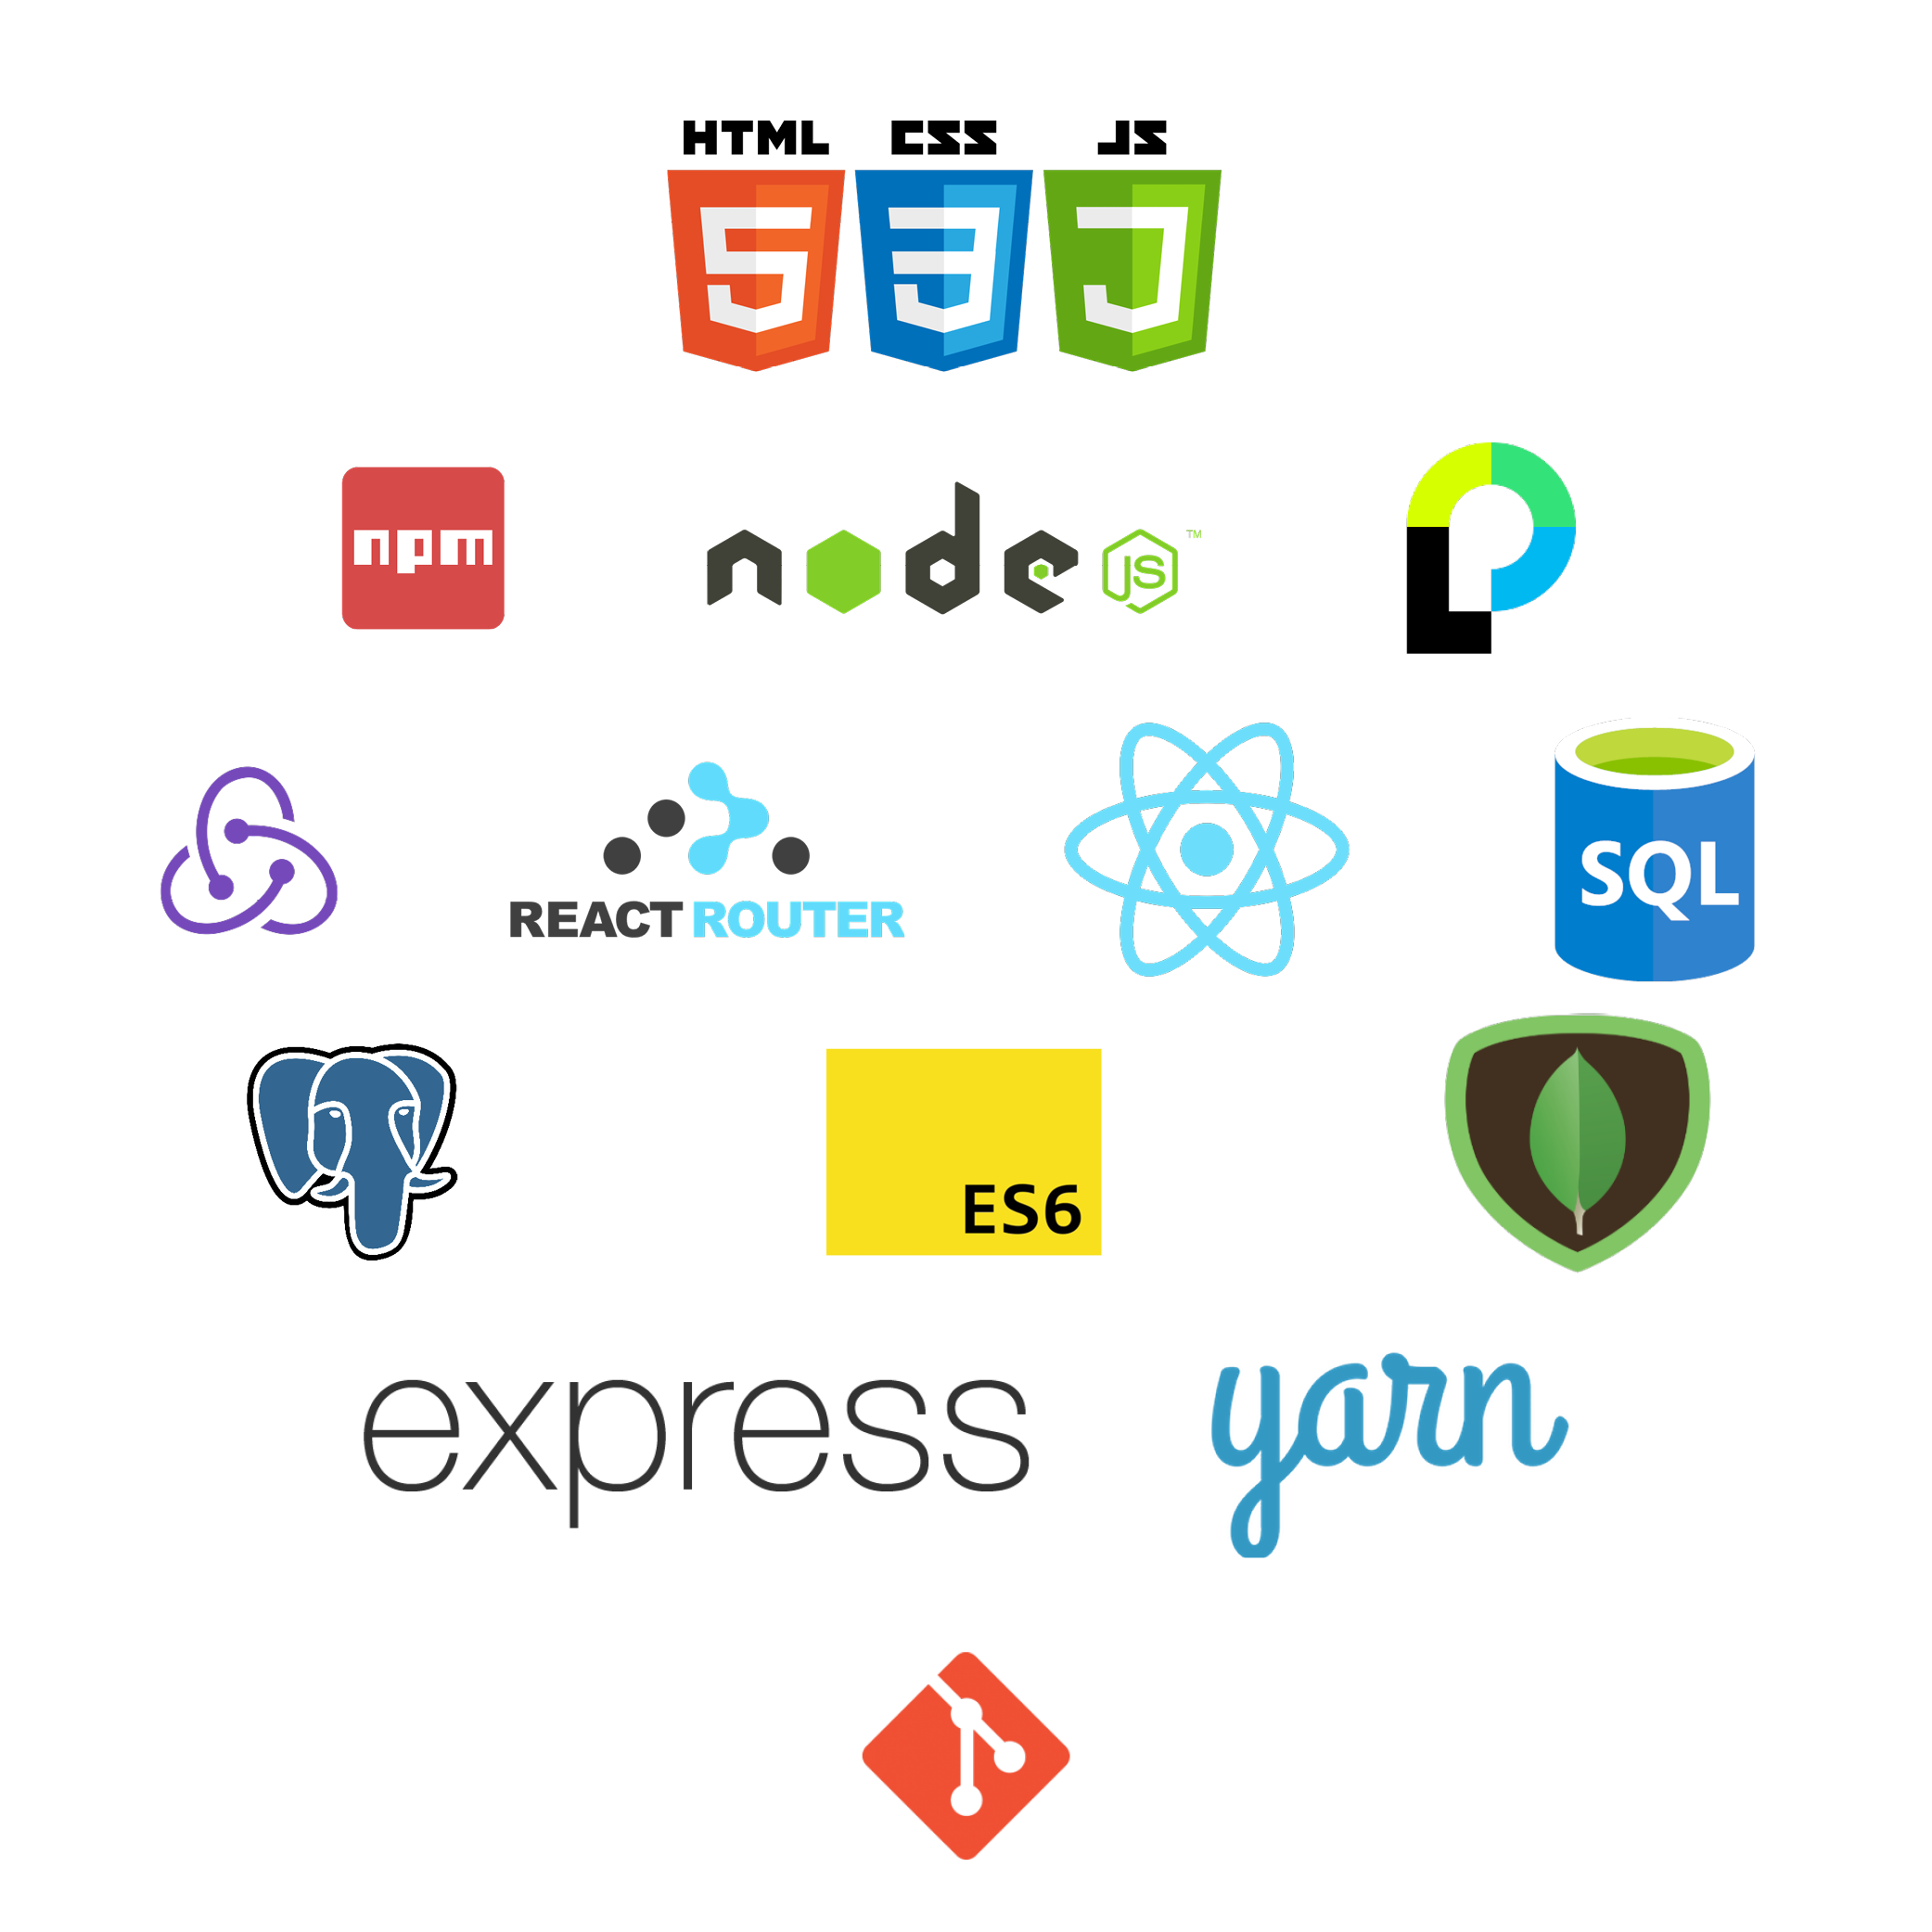 HTML CSS JS
npm
node JS ™
REACT ROUTER
SQL
ES6
express
yarn